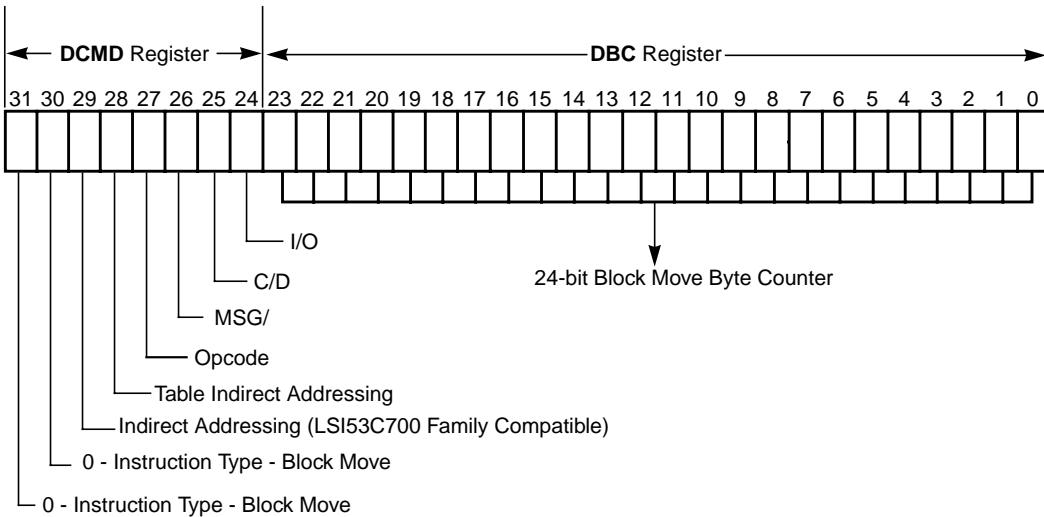 DCMD Register
DBC Register
31 30 29 28 27 26 25 24 23 22 21 20 19 18 17 16 15 14 13 12 11 10 9 8 7 6 5 4 3 2 1 0
I/O
24-bit Block Move Byte Counter
C/D
MSG/
Opcode
Table Indirect Addressing
Indirect Addressing (LSI53C700 Family Compatible)
0 - Instruction Type - Block Move
0 - Instruction Type - Block Move